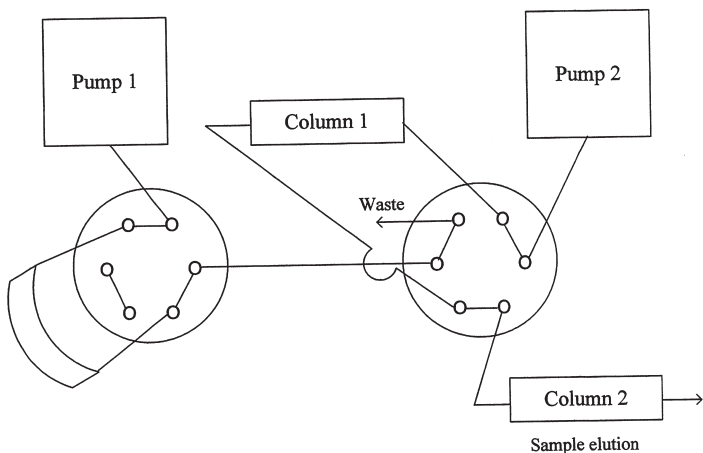 Pump 1
Pump 2
Column 1
Waste
Column 2
Sample elution